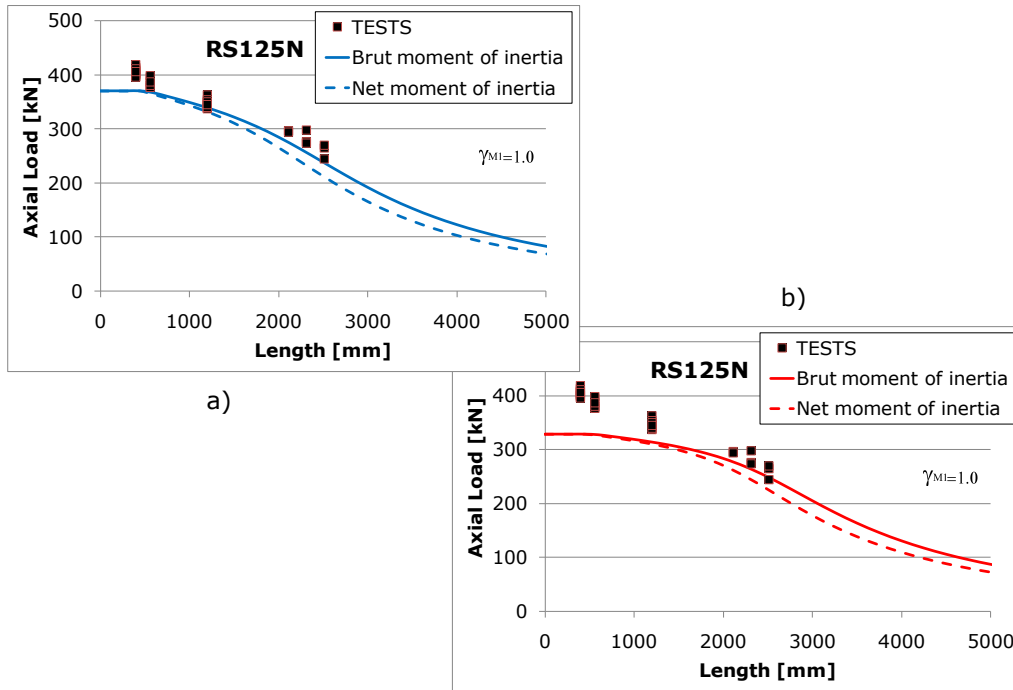 500
400
300
200
100
0
Axial Load [kN]
RS125N
TESTS
Brut moment of inertia
Net moment of inertia
γM1=1.0
0 1000 2000 3000 4000 5000
Length [mm]
a)
b)
400
300
200
100
0
Axial Load [kN]
RS125N
TESTS
Brut moment of inertia
Net moment of inertia
γM1=1.0
0 1000 2000 3000 4000 5000
Length [mm]